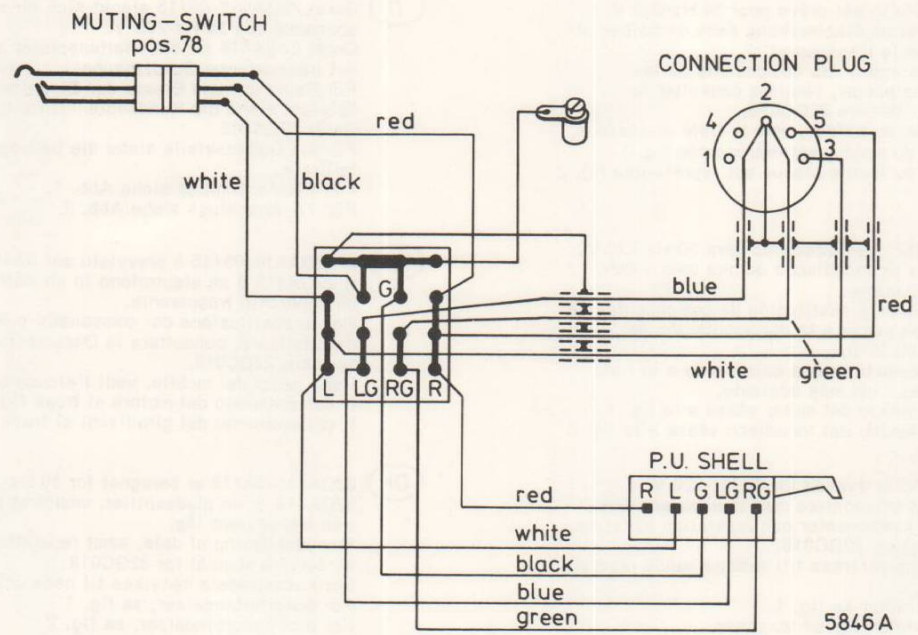 MUTING-SWITCH
pos.78
CONNECTION PLUG
2
4 5
1 3
red
white black
G
blue
red
white green
L LG RG R
P.U. SHELL
R L G LG RG
red
white
black
blue
green
5846A